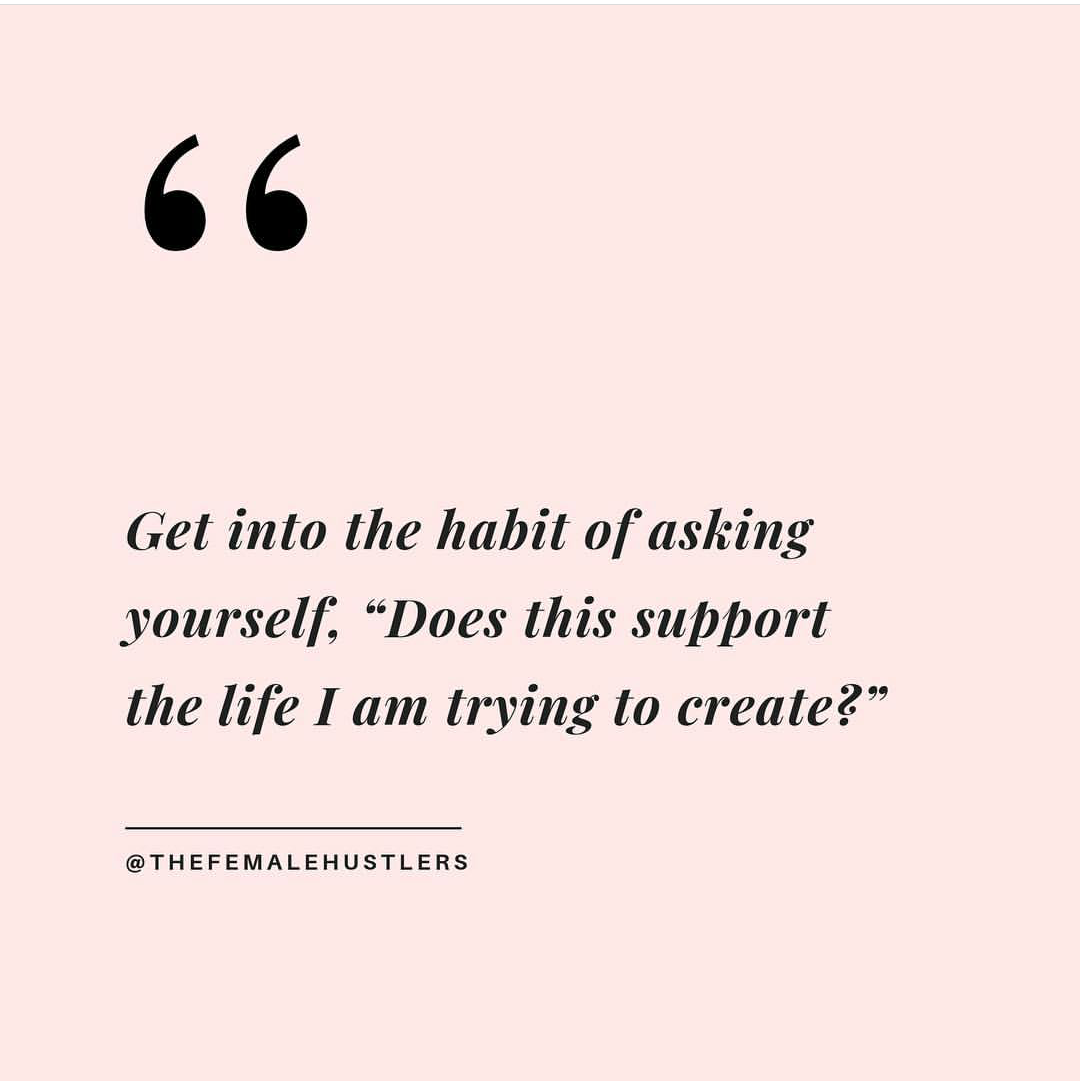 “
Get into the habit of asking
yourself, “Does this support
the life I am trying to create?”
@THEFEMALEHUSTLERS